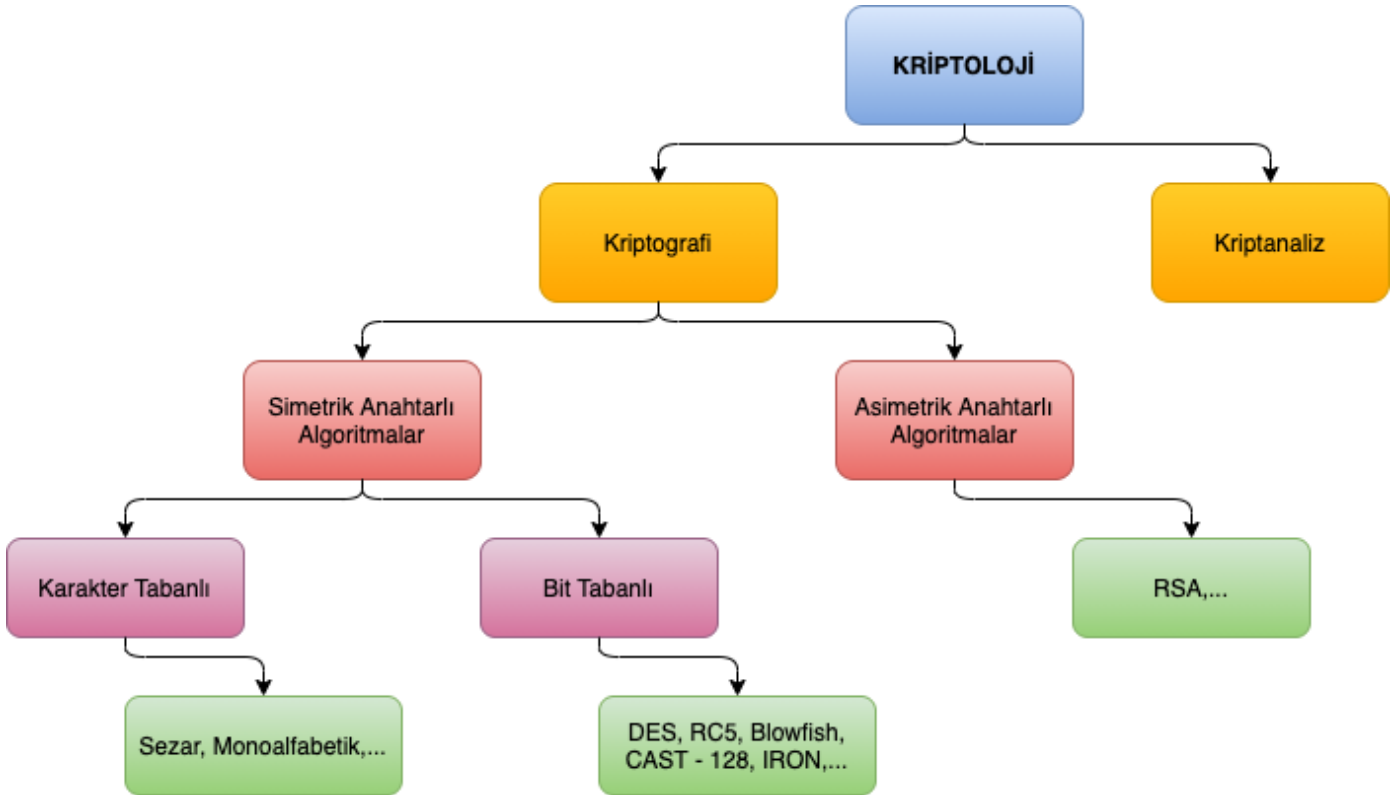 KRİPTOLOJİ
Kriptografi
Kriptanaliz
Simetrik Anahtarlı
Algoritmalar
Asimetrik Anahtarlı
Algoritmalar
Karakter Tabanlı
Bit Tabanlı
RSA,...
Sezar, Monoalfabetik,...
DES, RC5, Blowfish,
CAST - 128, IRON,...